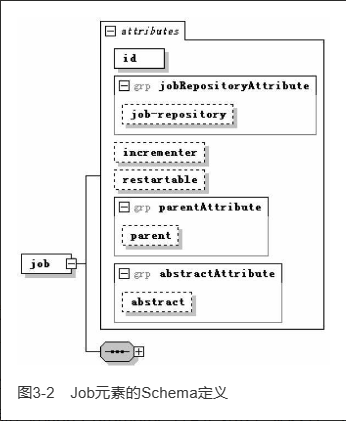 attributes
id
grp jobRepositoryAttribute
job-repository
incrementer
restartable
grp parentAttribute
parent
grp abstractAttribute
abstract
job
图3-2 Job元素的Schema定义